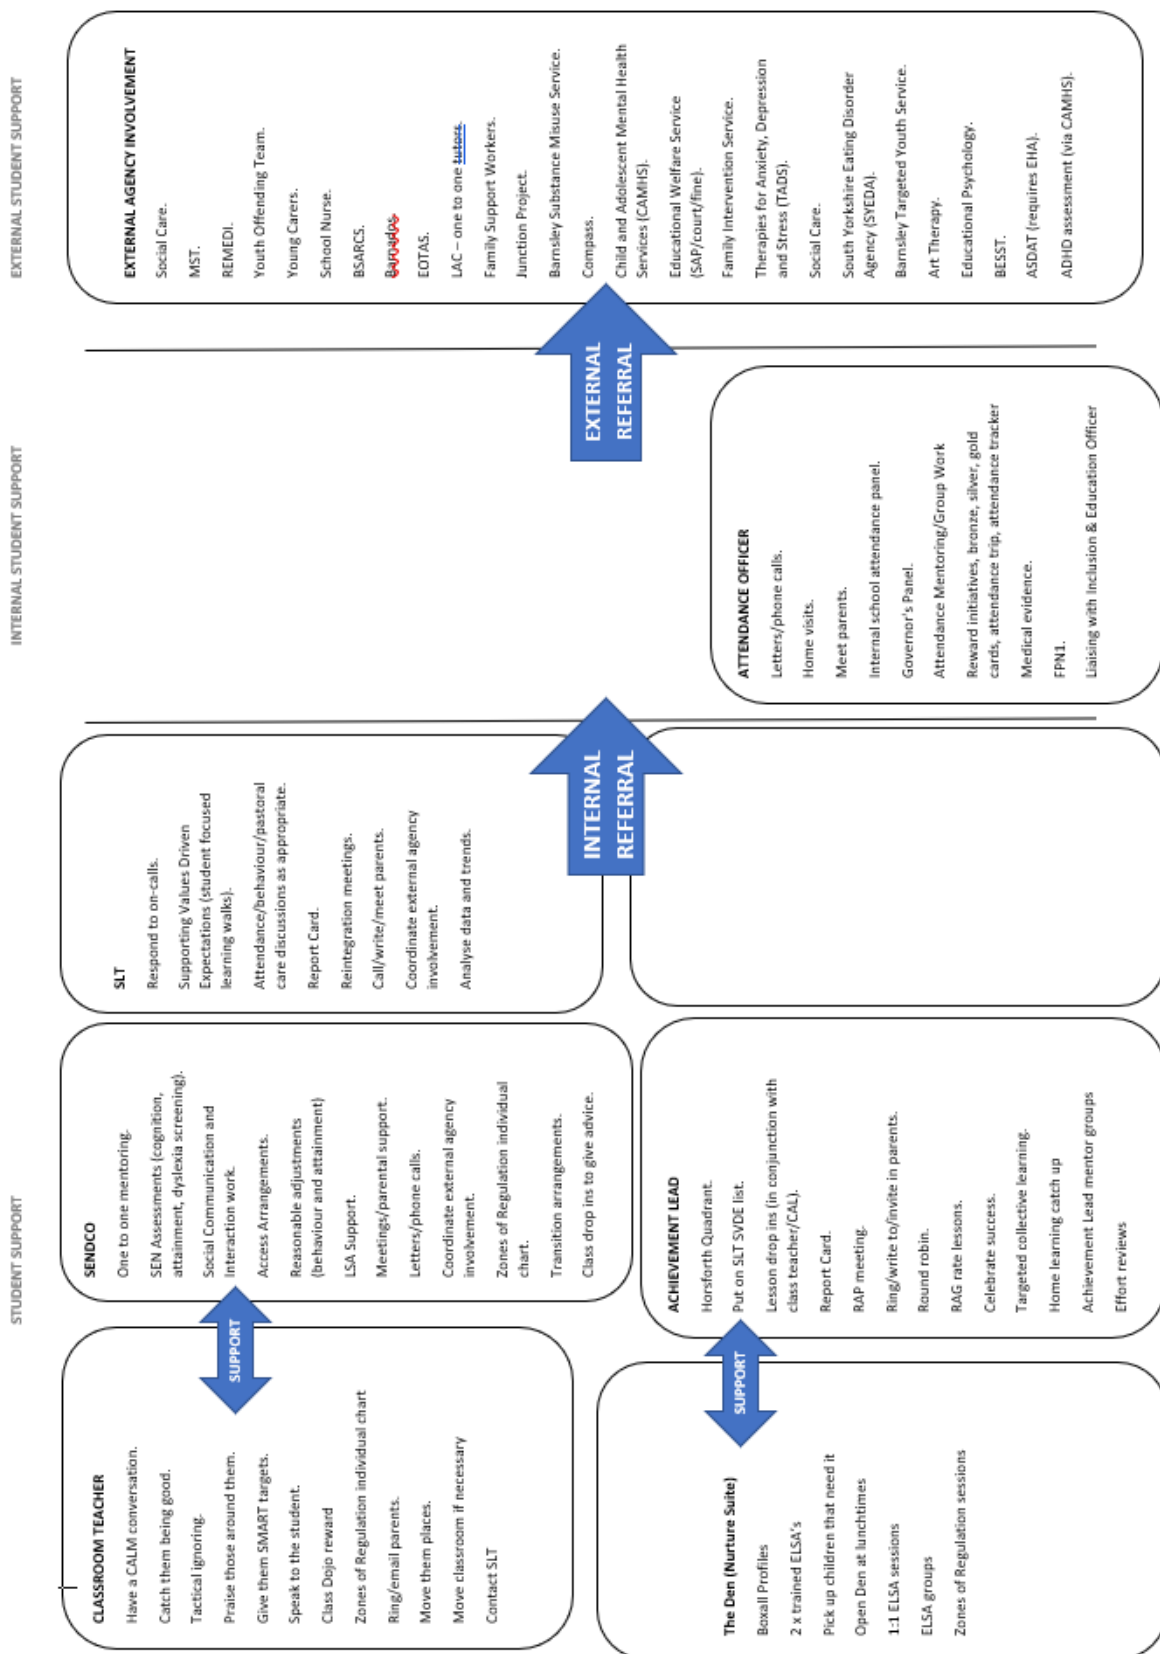 STUDENT SUPPORT
INTERNAL STUDENT SUPPORT
EXTERNAL STUDENT SUPPORT
CLASSROOM TEACHER
Have a CALM conversation.
Catch them being good.
Tactical ignoring.
Praise those around them.
Give them SMART targets.
Speak to the student.
Class Dojo reward
Zones of Regulation individual chart
Ring/email parents.
Move them places.
Move classroom if necessary
Contact SLT
SUPPORT
SENDCO
One to one mentoring.
SEN Assessments (cognition,
attainment, dyslexia screening).
Social Communication and
Interaction work.
Access Arrangements.
Reasonable adjustments
(behaviour and attainment)
LSA Support.
Meetings/parental support.
Letters/phone calls.
Coordinate external agency
involvement.
Zones of Regulation individual
chart.
Transition arrangements.
Class drop ins to give advice.
SLT
Respond to on-calls.
Supporting Values Driven
Expectations (student focused
learning walks).
Attendance/behaviour/pastoral
care discussions as appropriate.
Report Card.
Reintegration meetings.
Call/write/meet parents.
Coordinate external agency
involvement.
Analyse data and trends.
The Den (Nurture Suite)
Boxall Profiles
2 x trained ELSA's
Pick up children that need it
Open Den at lunchtimes
1:1 ELSA sessions
ELSA groups
Zones of Regulation sessions
SUPPORT
ACHIEVEMENT LEAD
Horsforth Quadrant.
Put on SLT SVDE list.
Lesson drop ins (in conjunction with
class teacher/CAL).
Report Card.
RAP meeting.
Ring/write to/invite in parents.
Round robin.
RAG rate lessons.
Celebrate success.
Targeted collective learning.
Home learning catch up
Achievement Lead mentor groups
Effort reviews
INTERNAL
REFERRAL
ATTENDANCE OFFICER
Letters/phone calls.
Home visits.
Meet parents.
Internal school attendance panel.
Governor's Panel.
Attendance Mentoring/Group Work
Reward initiatives, bronze, silver, gold
cards, attendance trip, attendance tracker
Medical evidence.
FPN1.
Liaising with Inclusion & Education Officer
EXTERNAL
REFERRAL
EXTERNAL AGENCY INVOLVEMENT
Social Care.
MST.
REMEDI.
Youth Offending Team.
Young Carers.
School Nurse.
BSARCS.
Barnados.
EOTAS.
LAC – one to one tutors.
Family Support Workers.
Junction Project.
Barnsley Substance Misuse Service.
Compass.
Child and Adolescent Mental Health
Services (CAMHS).
Educational Welfare Service
(SAP/court/fine).
Family Intervention Service.
Therapies for Anxiety, Depression
and Stress (TADS).
Social Care.
South Yorkshire Eating Disorder
Agency (SYEDA).
Barnsley Targeted Youth Service.
Art Therapy.
Educational Psychology.
BESST.
ASDAT (requires EHA).
ADHD assessment (via CAMHS).